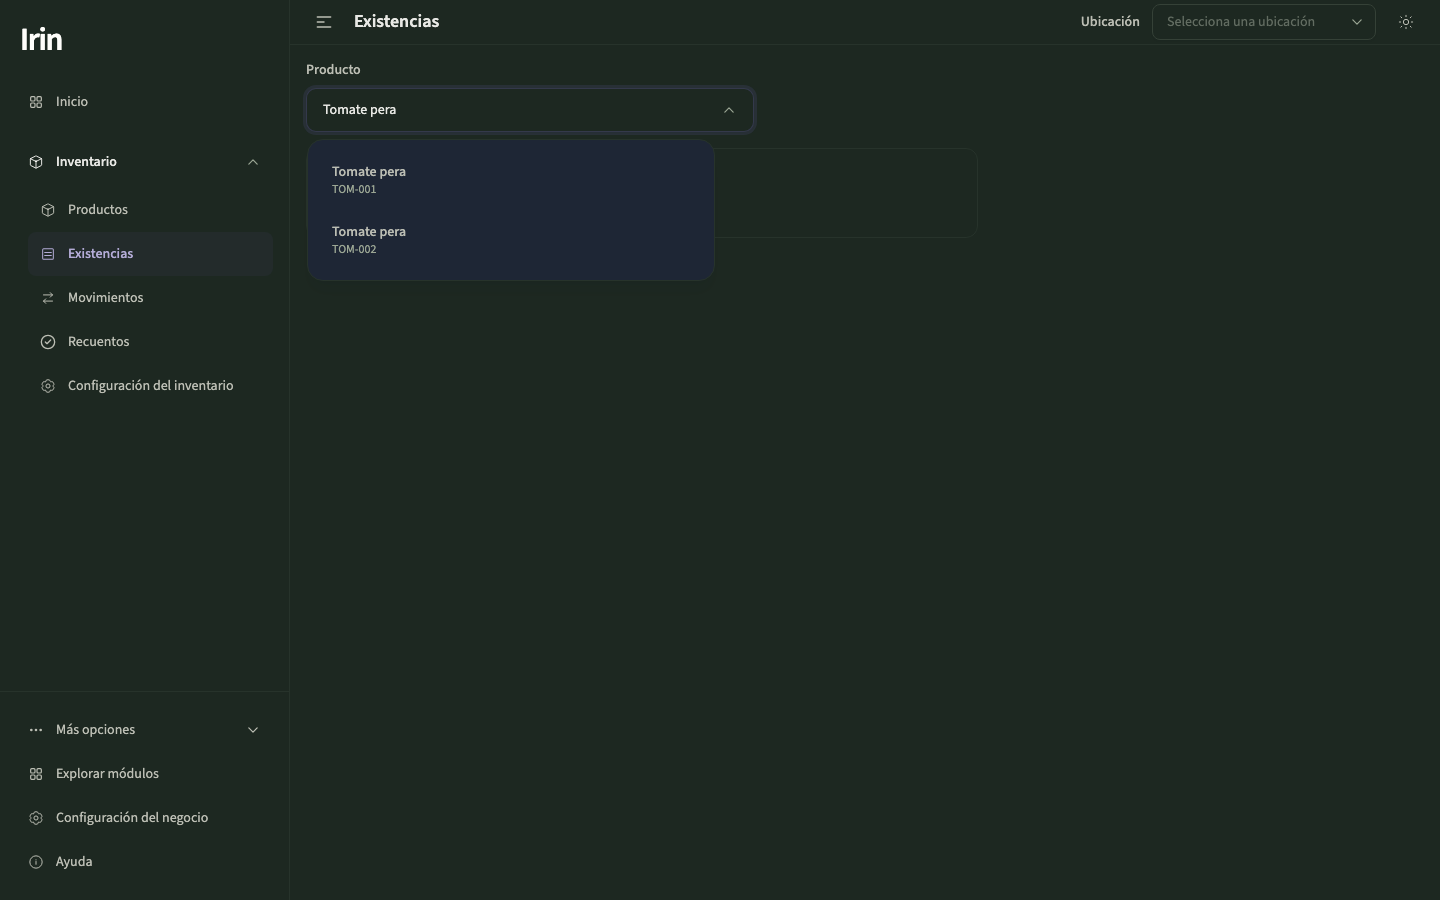 Irin
Inicio
Inventario
Productos
Existencias
Movimientos
Recuentos
Configuración del inventario
Más opciones
Explorar módulos
Configuración del negocio
Ayuda
Existencias
Ubicación
Selecciona una ubicación
Producto
Tomate pera
Tomate pera
TOM-001
Tomate pera
TOM-002